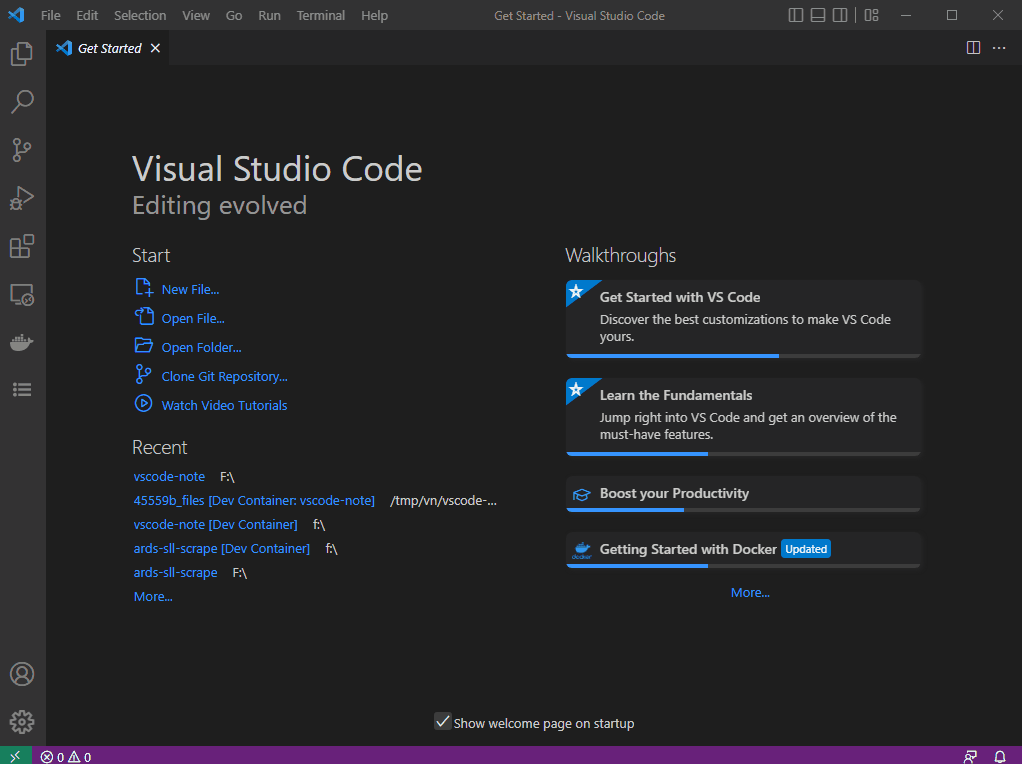 File Edit Selection View Go Run Terminal Help Get Started - Visual Studio Code
Get Started
Visual Studio Code
Editing evolved
Start
New File...
Open File...
Open Folder...
Clone Git Repository...
Watch Video Tutorials
Recent
vscode-note F:\
45559b_files [Dev Container: vscode-note] /tmp/vn/vscode-...
vscode-note [Dev Container] f:\
ards-sll-scrape [Dev Container] f:\
ards-sll-scrape F:\
More...
Walkthroughs
Get Started with VS Code
Discover the best customizations to make VS Code
yours.
Learn the Fundamentals
Jump right into VS Code and get an overview of the
must-have features.
Boost your Productivity
docker
Getting Started with Docker Updated
More...
Show welcome page on startup
0 0